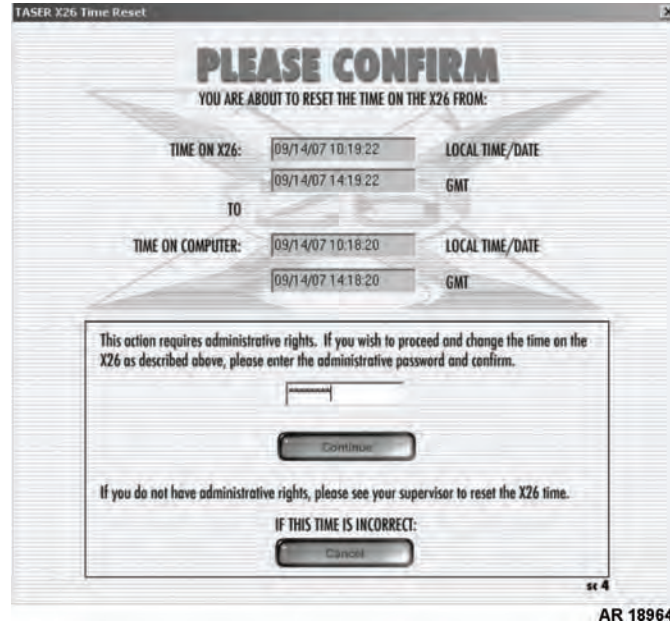 TASER X26 Time Reset
PLEASE CONFIRM
YOU ARE ABOUT TO RESET THE TIME ON THE X26 FROM:
TIME ON X26: 09/14/07 10:19:22 LOCAL TIME/DATE
09/14/07 14:19:22 GMT
TO
TIME ON COMPUTER: 09/14/07 10:18:20 LOCAL TIME/DATE
09/14/07 14:18:20 GMT
This action requires administrative rights. If you wish to proceed and change the time on the
X26 as described above, please enter the administrative password and confirm.
Continue
If you do not have administrative rights, please see your supervisor to reset the X26 time.
IF THIS TIME IS INCORRECT:
Cancel
sc 4
AR 18964